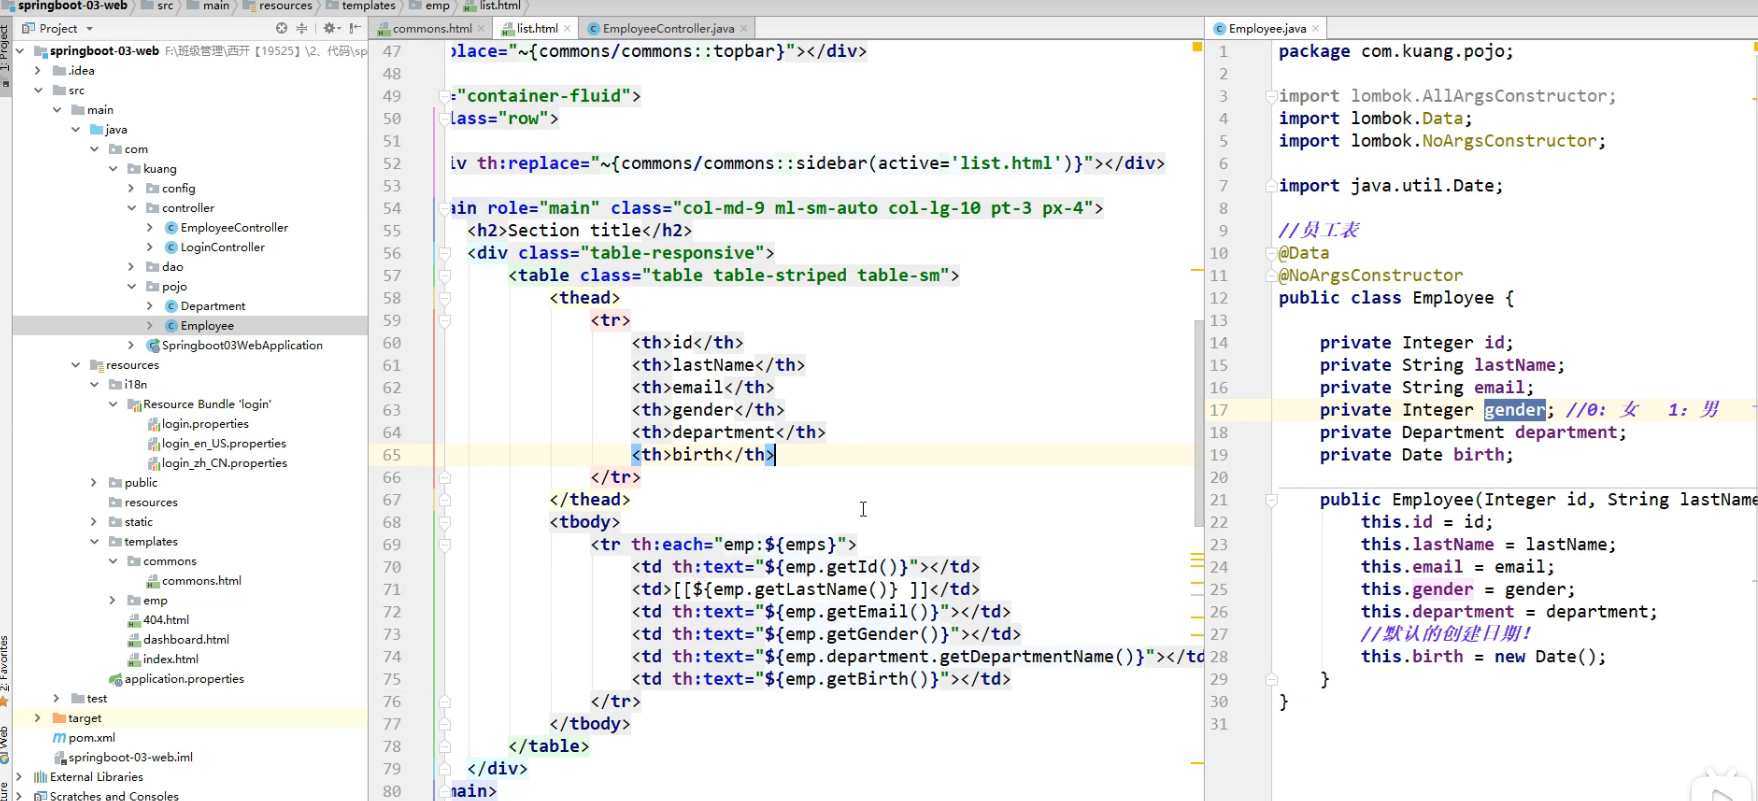 springboot-03-web src main resources templates emp list.html
Project
springboot-03-web F:\班级管理\西开【19525】\2、代码\sp
.idea
src
main
java
com
kuang
config
controller
EmployeeController
LoginController
dao
pojo
Department
Employee
Springboot03WebApplication
resources
i18n
Resource Bundle 'login'
login.properties
login_en_US.properties
login_zh_CN.properties
public
resources
static
templates
commons
commons.html
emp
404.html
dashboard.html
index.html
application.properties
test
target
pom.xml
springboot-03-web.iml
External Libraries
Scratches and Consoles
1: Project
2: Favorites
Web
commons.html list.html EmployeeController.java
47 place="~{commons/commons::topbar}"></div>
48
49 ="container-fluid">
50 lass="row">
51
52 iv th:replace="~{commons/commons::sidebar(active='list.html')}"></div>
53
54 ain role="main" class="col-md-9 ml-sm-auto col-lg-10 pt-3 px-4">
55 <h2>Section title</h2>
56 <div class="table-responsive">
57 <table class="table table-striped table-sm">
58 <thead>
59 <tr>
60 <th>id</th>
61 <th>lastName</th>
62 <th>email</th>
63 <th>gender</th>
64 <th>department</th>
65 <th>birth</th>
66 </tr>
67 </thead>
68 <tbody>
69 <tr th:each="emp:${emps}">
70 <td th:text="${emp.getId()}"></td>
71 <td>[[${emp.getLastName()} ]]</td>
72 <td th:text="${emp.getEmail()}"></td>
73 <td th:text="${emp.getGender()}"></td>
74 <td th:text="${emp.department.getDepartmentName()}"></td
75 <td th:text="${emp.getBirth()}"></td>
76 </tr>
77 </tbody>
78 </table>
79 </div>
80 main>
Employee.java
1 package com.kuang.pojo;
2
3 import lombok.AllArgsConstructor;
4 import lombok.Data;
5 import lombok.NoArgsConstructor;
6
7 import java.util.Date;
8
9 //员工表
10 @Data
11 @NoArgsConstructor
12 public class Employee {
13
14 private Integer id;
15 private String lastName;
16 private String email;
17 private Integer gender; //0: 女 1: 男
18 private Department department;
19 private Date birth;
20
21 public Employee(Integer id, String lastName
22 this.id = id;
23 this.lastName = lastName;
24 this.email = email;
25 this.gender = gender;
26 this.department = department;
27 //默认的创建日期!
28 this.birth = new Date();
29 }
30 }
31